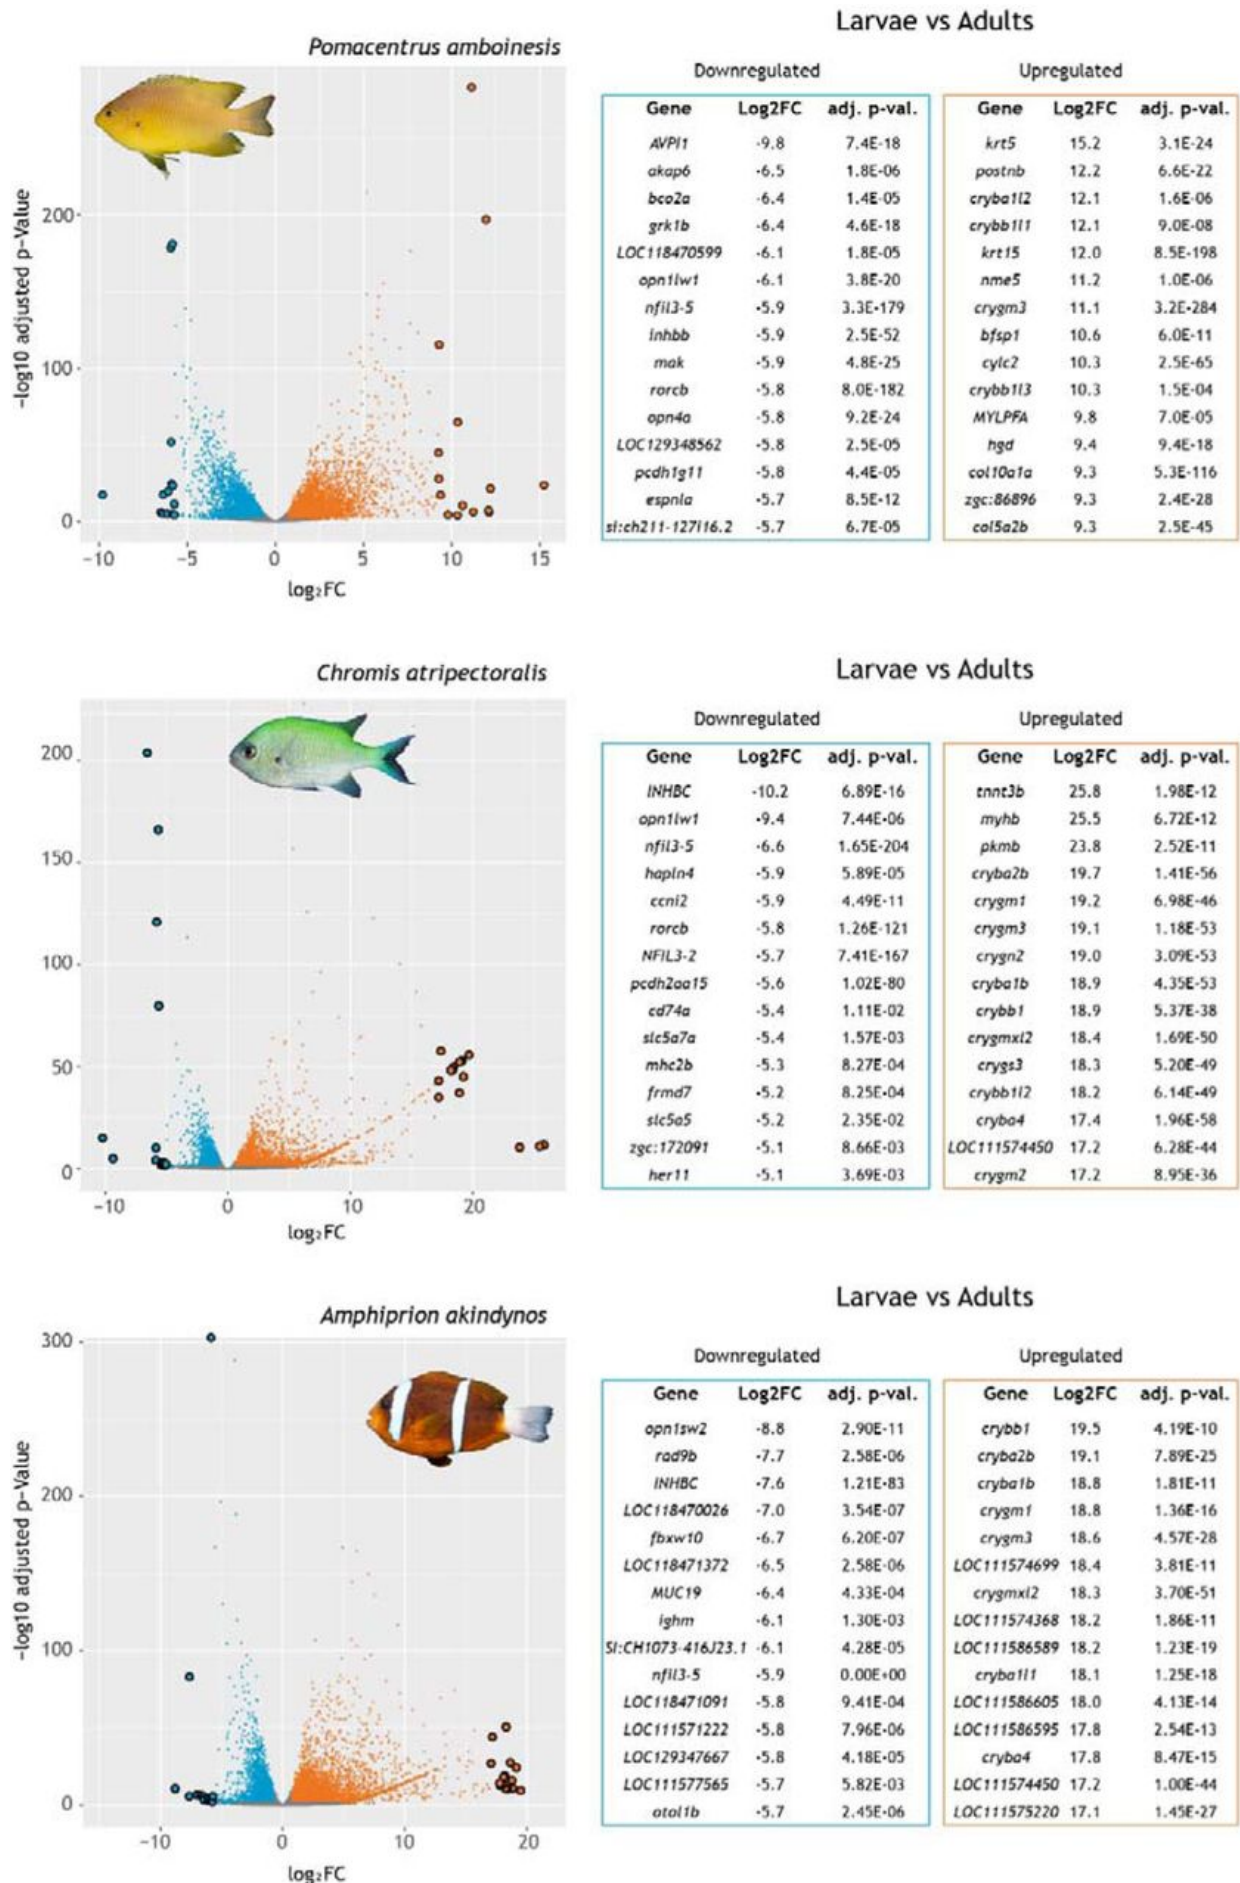 Larvae vs Adults
Pomacentrus amboinesis
Downregulated Upregulated
Gene Log2FC adj. p-val. Gene Log2FC adj. p-val.
AVPI1 -9.8 7.4E-18 krt5 15.2 3.1E-24
akap6 -6.5 1.8E-06 postnb 12.2 6.6E-22
bco2a -6.4 1.4E-05 cryba1l2 12.1 1.6E-06
grk1b -6.4 4.6E-18 crybb1l1 12.1 9.0E-08
LOC118470599 -6.1 1.8E-05 krt15 12.0 8.5E-198
opn1lw1 -6.1 3.8E-20 nme5 11.2 1.0E-06
nfil3-5 -5.9 3.3E-179 crygm3 11.1 3.2E-284
inhbb -5.9 2.5E-52 bfsp1 10.6 6.0E-11
mak -5.9 4.8E-25 cylc2 10.3 2.5E-65
rorcb -5.8 8.0E-182 crybb1l3 10.3 1.5E-04
opn4a -5.8 9.2E-24 MYLPFA 9.8 7.0E-05
LOC129348562 -5.8 2.5E-05 hgd 9.4 9.4E-18
pcdh1g11 -5.8 4.4E-05 col10a1a 9.3 5.3E-116
espnla -5.7 8.5E-12 zgc:86896 9.3 2.4E-28
si:ch211-127i16.2 -5.7 6.7E-05 col5a2b 9.3 2.5E-45
-log10 adjusted p-Value
200
100
0
-10 -5 0 5 10 15
log₂FC
Larvae vs Adults
Chromis atripectoralis
Downregulated Upregulated
Gene Log2FC adj. p-val. Gene Log2FC adj. p-val.
INHBC -10.2 6.89E-16 tnnt3b 25.8 1.98E-12
opn1lw1 -9.4 7.44E-06 myhb 25.5 6.72E-12
nfil3-5 -6.6 1.65E-204 pkmb 23.8 2.52E-11
hapln4 -5.9 5.89E-05 cryba2b 19.7 1.41E-56
ccni2 -5.9 4.49E-11 crygm1 19.2 6.98E-46
rorcb -5.8 1.26E-121 crygm3 19.1 1.18E-53
NFIL3-2 -5.7 7.41E-167 crygn2 19.0 3.09E-53
pcdh2aa15 -5.6 1.02E-80 cryba1b 18.9 4.35E-53
cd74a -5.4 1.11E-02 crybb1 18.9 5.37E-38
slc5a7a -5.4 1.57E-03 crygmxl2 18.4 1.69E-50
mhc2b -5.3 8.27E-04 crygs3 18.3 5.20E-49
frmd7 -5.2 8.25E-04 crybb1l2 18.2 6.14E-49
slc5a5 -5.2 2.35E-02 cryba4 17.4 1.96E-58
zgc:172091 -5.1 8.66E-03 LOC111574450 17.2 6.28E-44
her11 -5.1 3.69E-03 crygm2 17.2 8.95E-36
-log10 adjusted p-Value
200
150
100
50
0
-10 0 10 20
log₂FC
Larvae vs Adults
Amphiprion akindynos
Downregulated Upregulated
Gene Log2FC adj. p-val. Gene Log2FC adj. p-val.
opn1sw2 -8.8 2.90E-11 crybb1 19.5 4.19E-10
rad9b -7.7 2.58E-06 cryba2b 19.1 7.89E-25
INHBC -7.6 1.21E-83 cryba1b 18.8 1.81E-11
LOC118470026 -7.0 3.54E-07 crygm1 18.8 1.36E-16
fbxw10 -6.7 6.20E-07 crygm3 18.6 4.57E-28
LOC118471372 -6.5 2.58E-06 LOC111574699 18.4 3.81E-11
MUC19 -6.4 4.33E-04 crygmxl2 18.3 3.70E-51
ighm -6.1 1.30E-03 LOC111574368 18.2 1.86E-11
SI:CH1073-416J23.1 -6.1 4.28E-05 LOC111586589 18.2 1.23E-19
nfil3-5 -5.9 0.00E+00 cryba1l1 18.1 1.25E-18
LOC118471091 -5.8 9.41E-04 LOC111586605 18.0 4.13E-14
LOC111571222 -5.8 7.96E-06 LOC111586595 17.8 2.54E-13
LOC129347667 -5.8 4.18E-05 cryba4 17.8 8.47E-15
LOC111577565 -5.7 5.82E-03 LOC111574450 17.2 1.00E-44
otol1b -5.7 2.45E-06 LOC111575220 17.1 1.45E-27
-log10 adjusted p-Value
300
200
100
0
-10 0 10 20
log₂FC